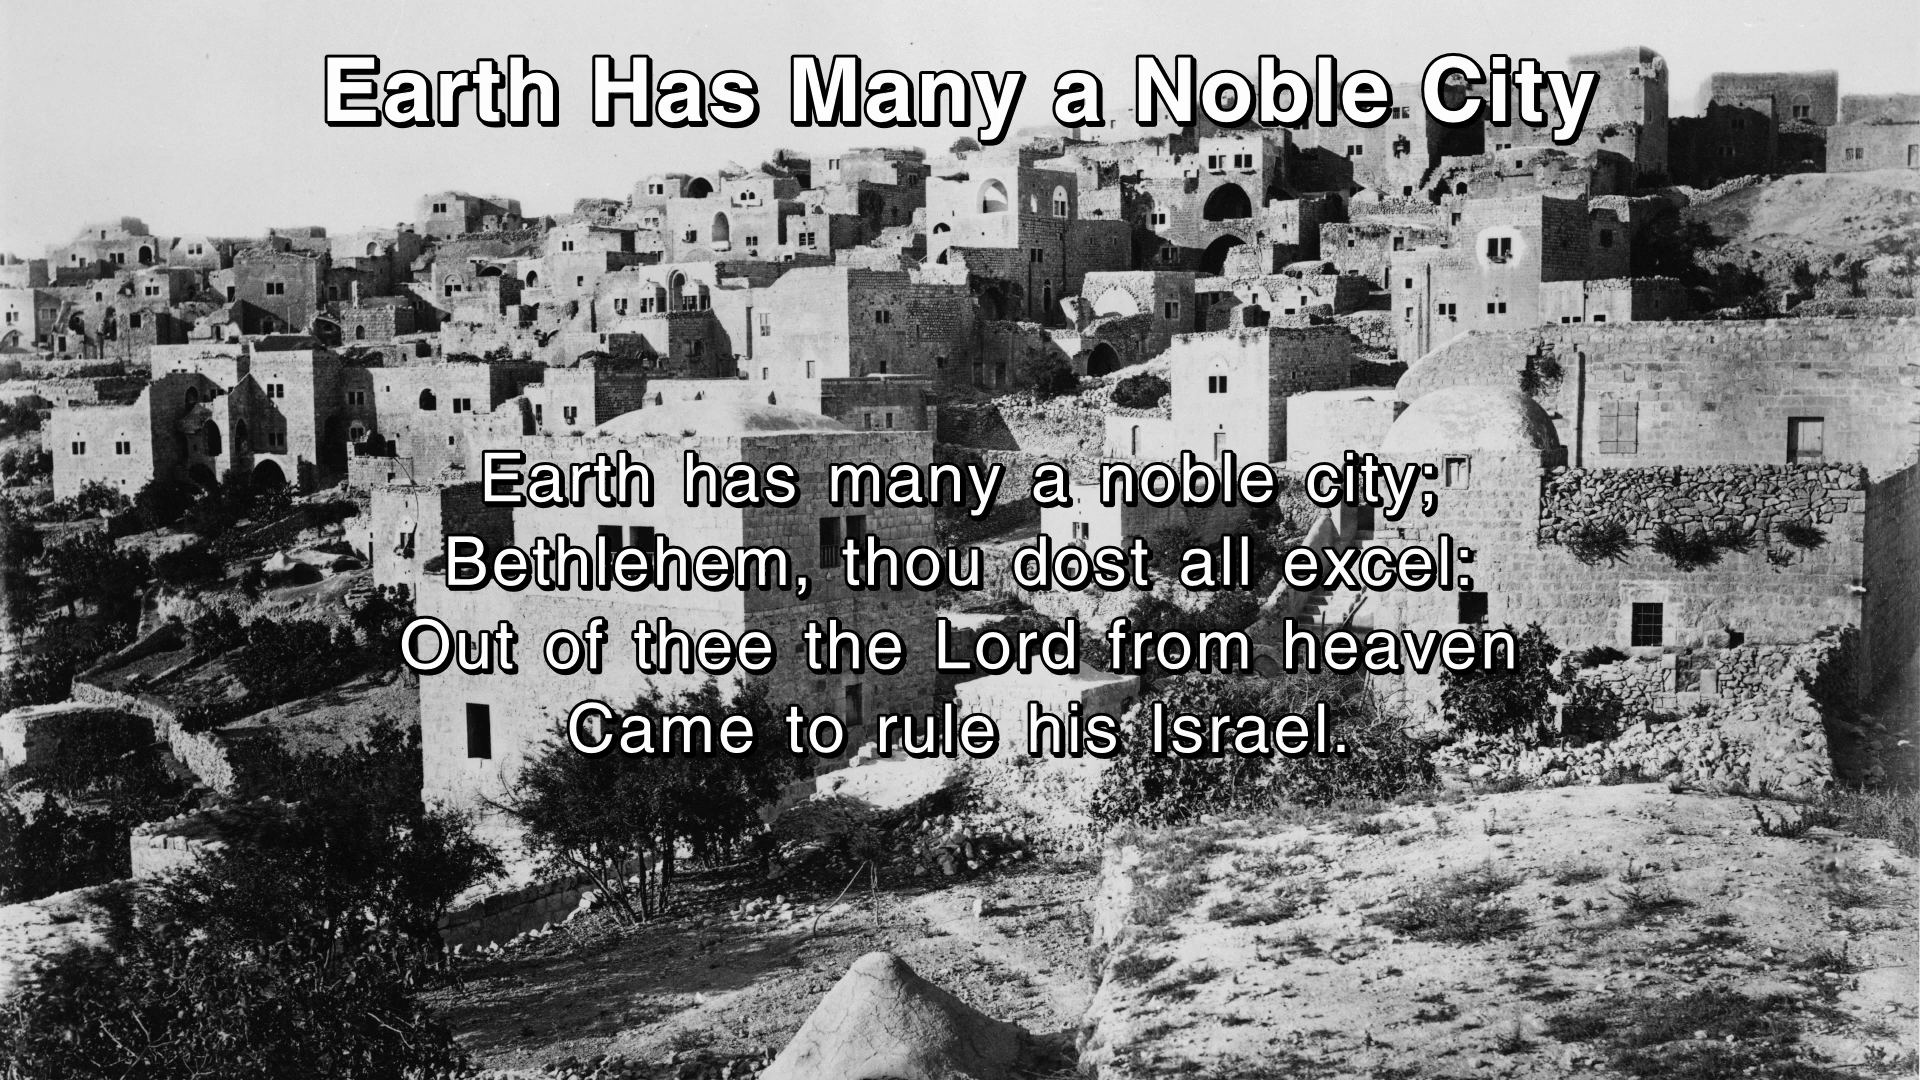 Earth Has Many a Noble City
Earth has many a noble city;
Bethlehem, thou dost all excel:
Out of thee the Lord from heaven
Came to rule his Israel.